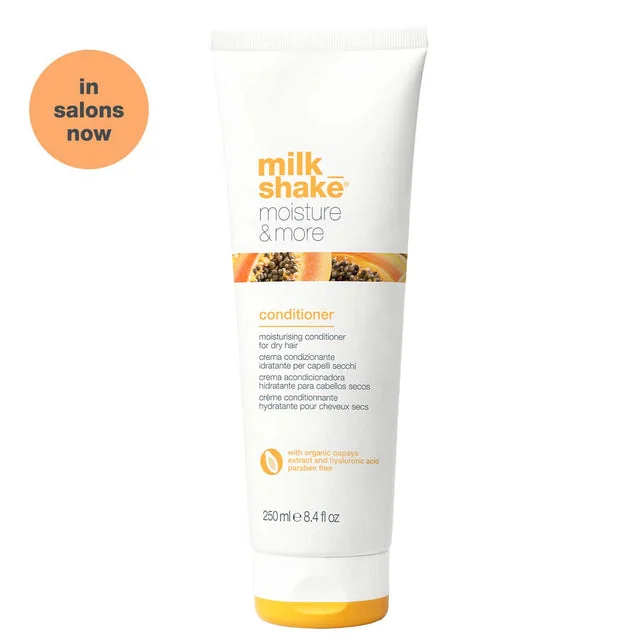 in
salons
now
milk
shake®
moisture
& more
conditioner
moisturising conditioner
for dry hair
crema condizionante
idratante per capelli secchi
crema acondicionadora
hidratante para cabellos secos
crème conditionnante
hydratante pour cheveux secs
with organic papaya
extract and hyaluronic acid
paraben free
250 ml ℮ 8.4 fl oz